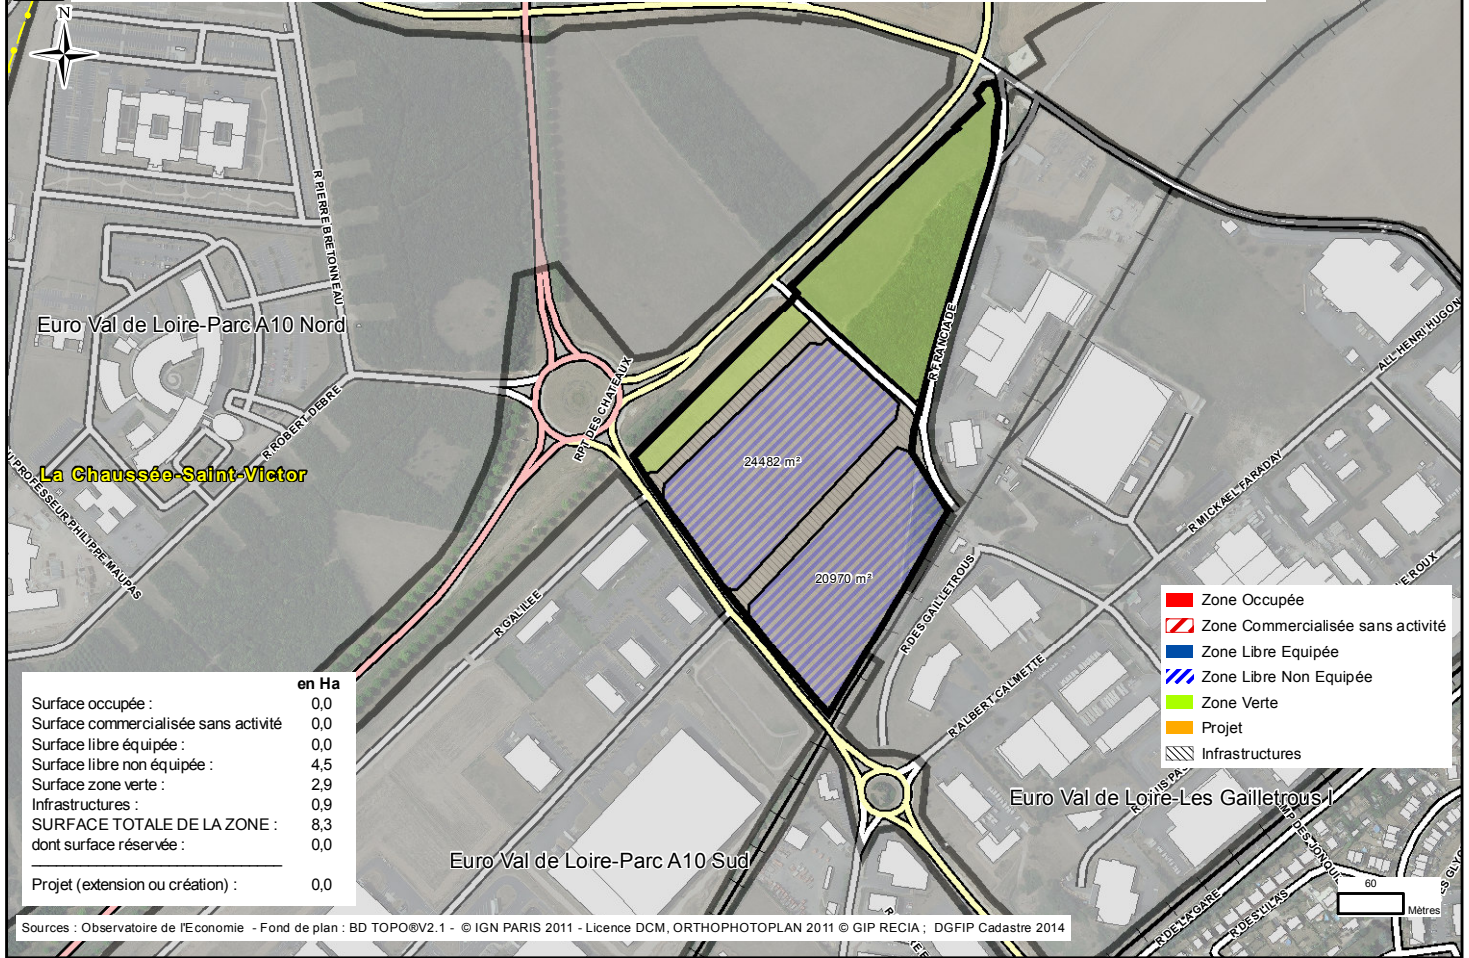 N
R PIERRE BRETONNEAU
Euro Val de Loire-Parc A10 Nord
R ROBERT DEBRE
RPT DES CHATEAUX
La Chaussée-Saint-Victor
PROFESSEUR PHILIPPE MAUPAS
R FRANCIADE
ALL HENRI HUGON
24482 m²
R MICKAEL FARADAY
20970 m²
R GALILEE
R DES GAILLETROUS
R ALBERT CALMETTE
E ROUX
Zone Occupée
Zone Commercialisée sans activité
Zone Libre Equipée
Zone Libre Non Equipée
Zone Verte
Projet
Infrastructures
en Ha
Surface occupée : 0,0
Surface commercialisée sans activité 0,0
Surface libre équipée : 0,0
Surface libre non équipée : 4,5
Surface zone verte : 2,9
Infrastructures : 0,9
SURFACE TOTALE DE LA ZONE : 8,3
dont surface réservée : 0,0
Projet (extension ou création) : 0,0
Euro Val de Loire-Les Gailletrous I
Euro Val de Loire-Parc A10 Sud
MP DES JONQUI
R DE LA GARE
R DES LILAS
60
Mètres
Sources : Observatoire de l'Economie - Fond de plan : BD TOPO®V2.1 - © IGN PARIS 2011 - Licence DCM, ORTHOPHOTOPLAN 2011 © GIP RECIA ; DGFIP Cadastre 2014